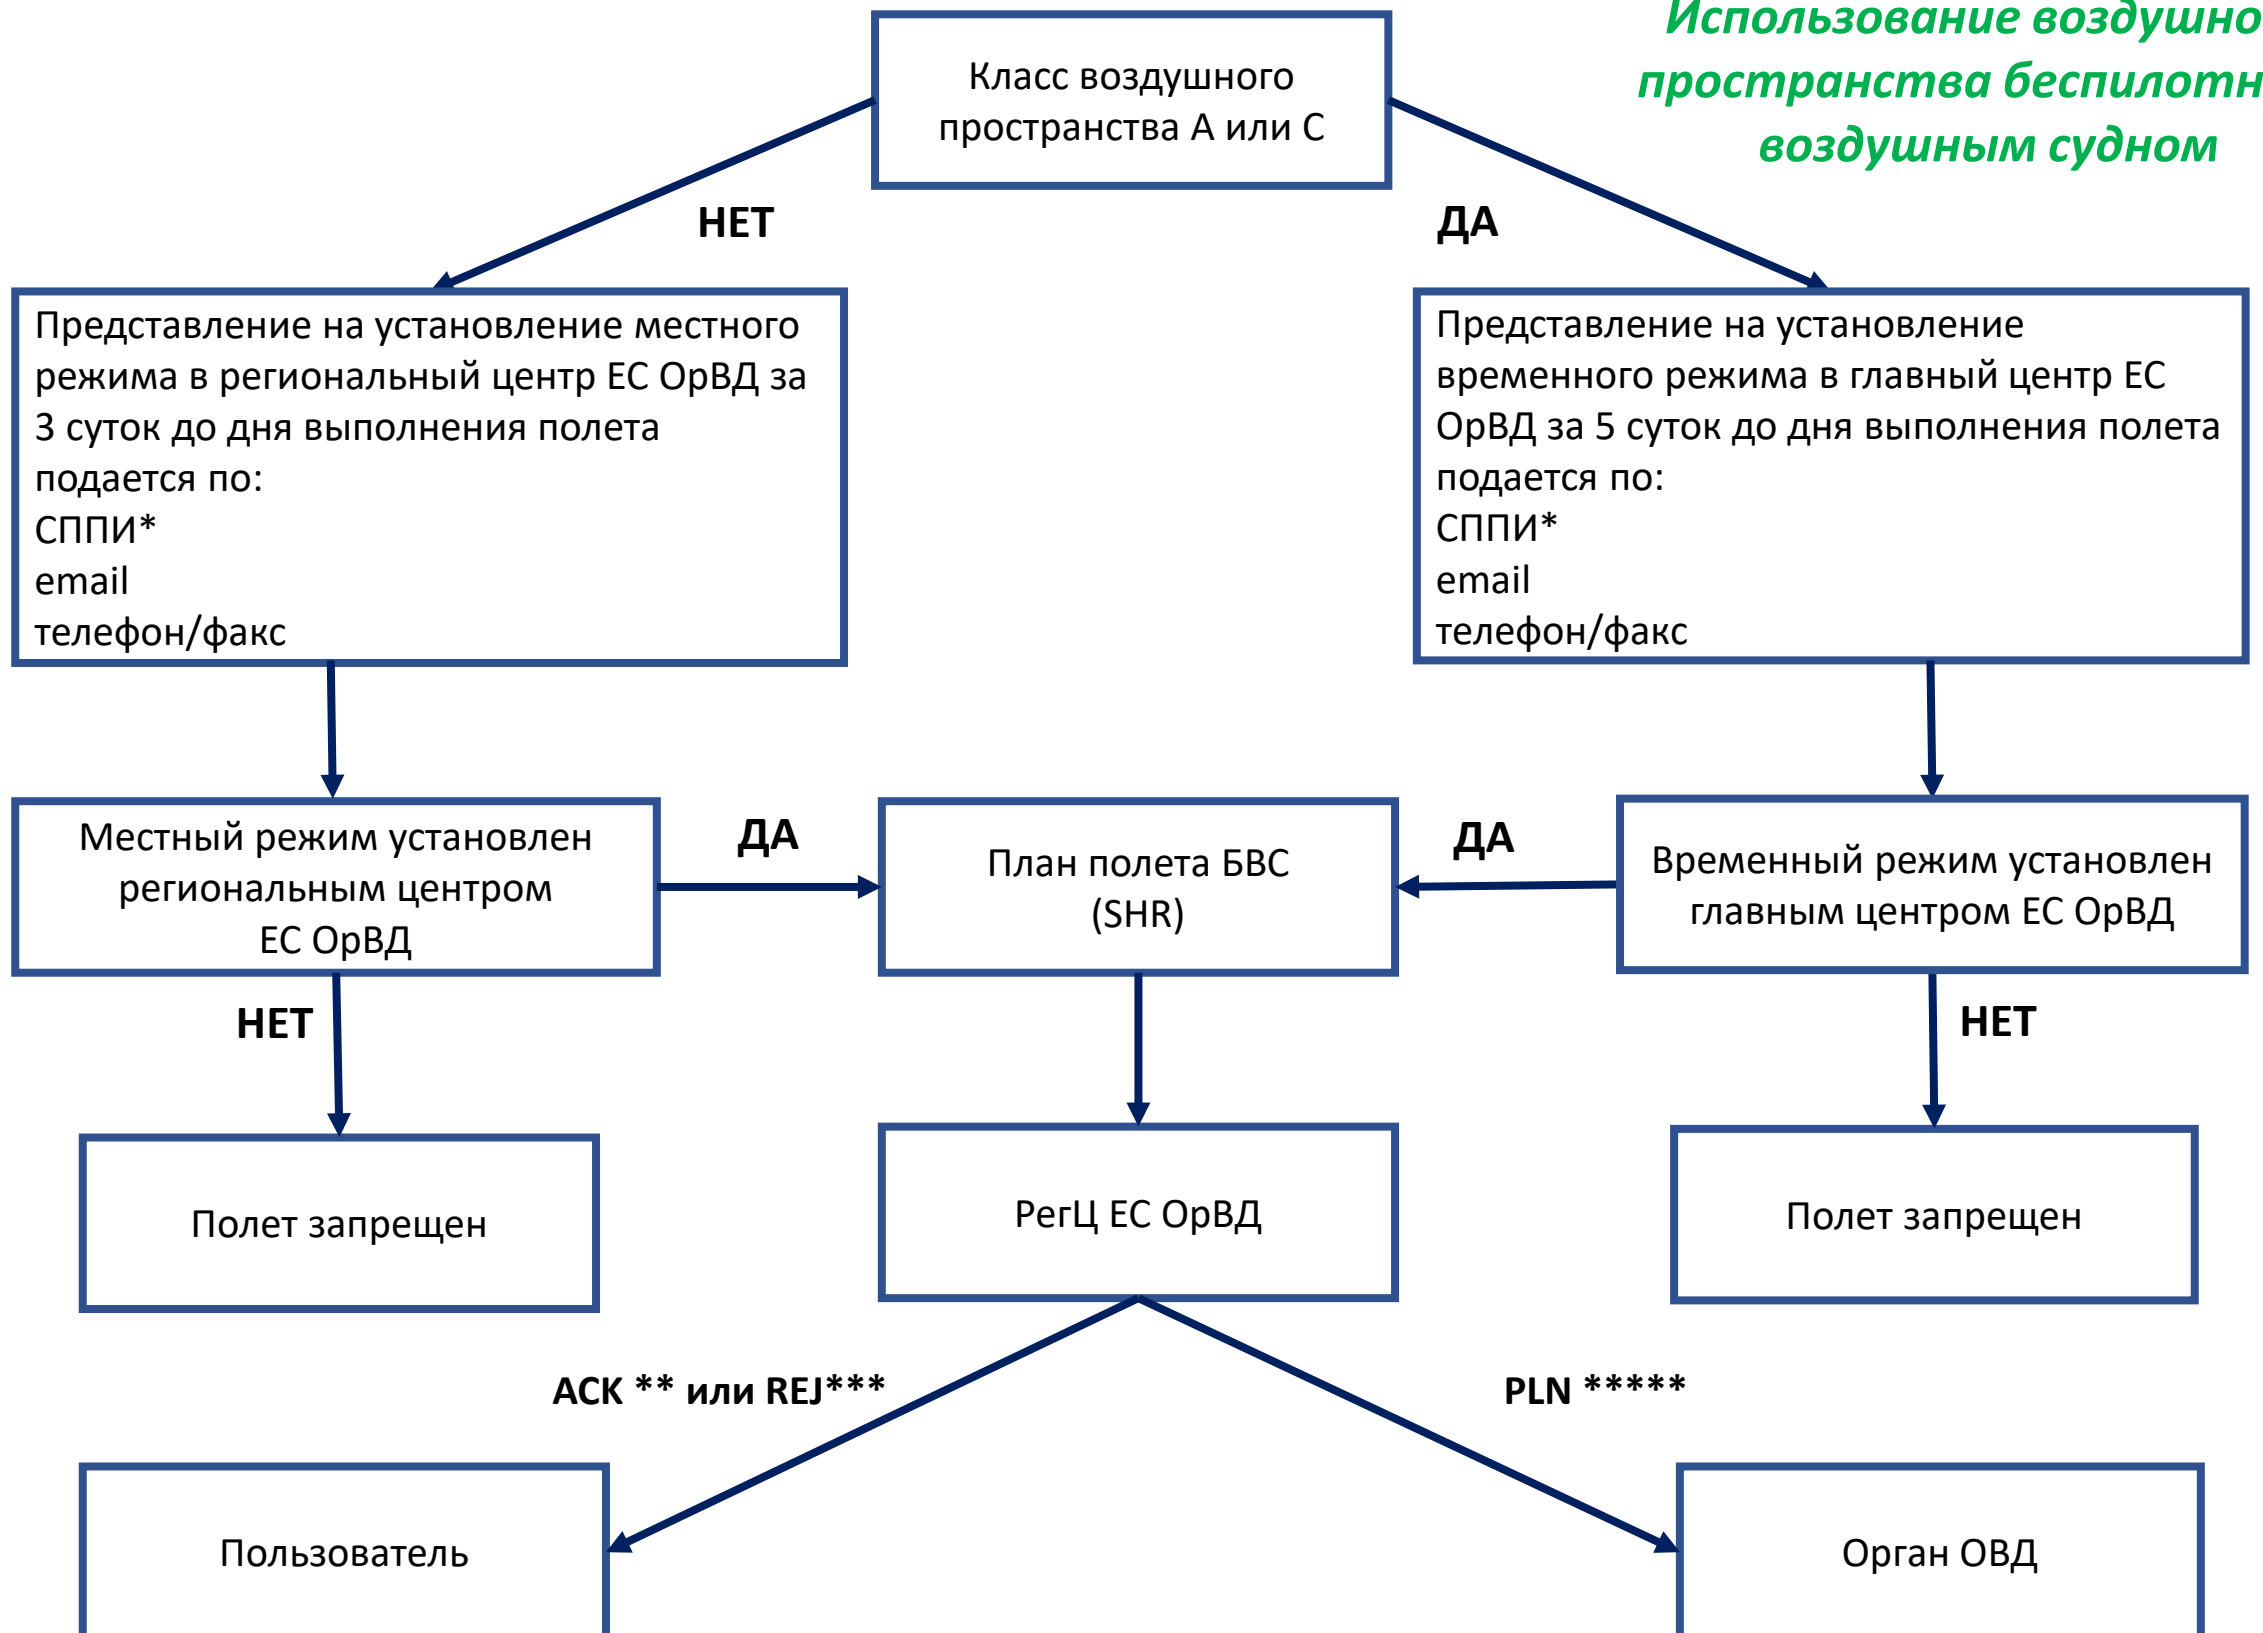 Использование воздушно
пространства беспилотн
воздушным судном
Класс воздушного
пространства А или С
НЕТ
ДА
Представление на установление местного
режима в региональный центр ЕС ОрВД за
3 суток до дня выполнения полета
подается по:
СППИ*
email
телефон/факс
Представление на установление
временного режима в главный центр ЕС
ОрВД за 5 суток до дня выполнения полета
подается по:
СППИ*
email
телефон/факс
Местный режим установлен
региональным центром
ЕС ОрВД
ДА
План полета БВС
(SHR)
ДА
Временный режим установлен
главным центром ЕС ОрВД
НЕТ
НЕТ
Полет запрещен
РегЦ ЕС ОрВД
Полет запрещен
ACK ** или REJ***
PLN *****
Пользователь
Орган ОВД